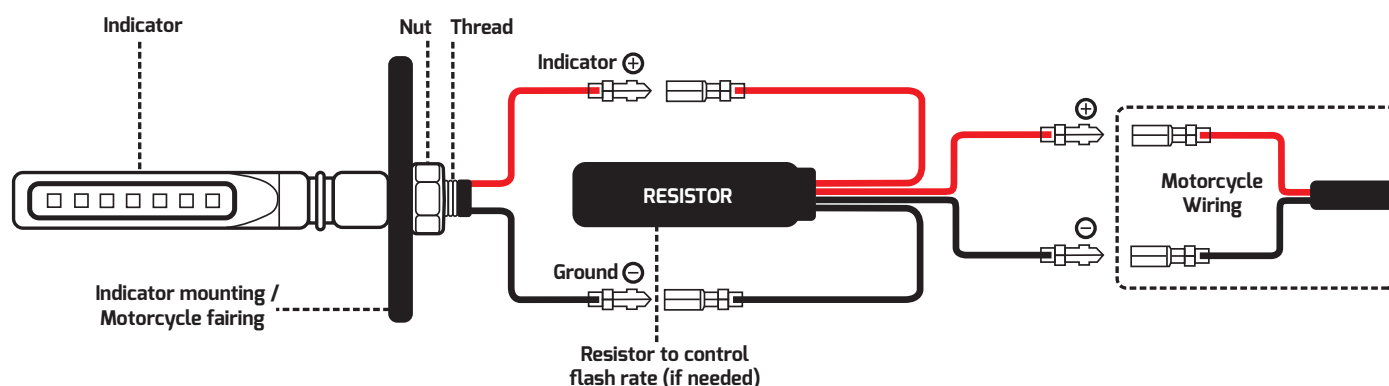 Indicator
Nut
Thread
Indicator ⊕
⊕
RESISTOR
Motorcycle
Wiring
⊖
Ground ⊖
Indicator mounting /
Motorcycle fairing
Resistor to control
flash rate (if needed)